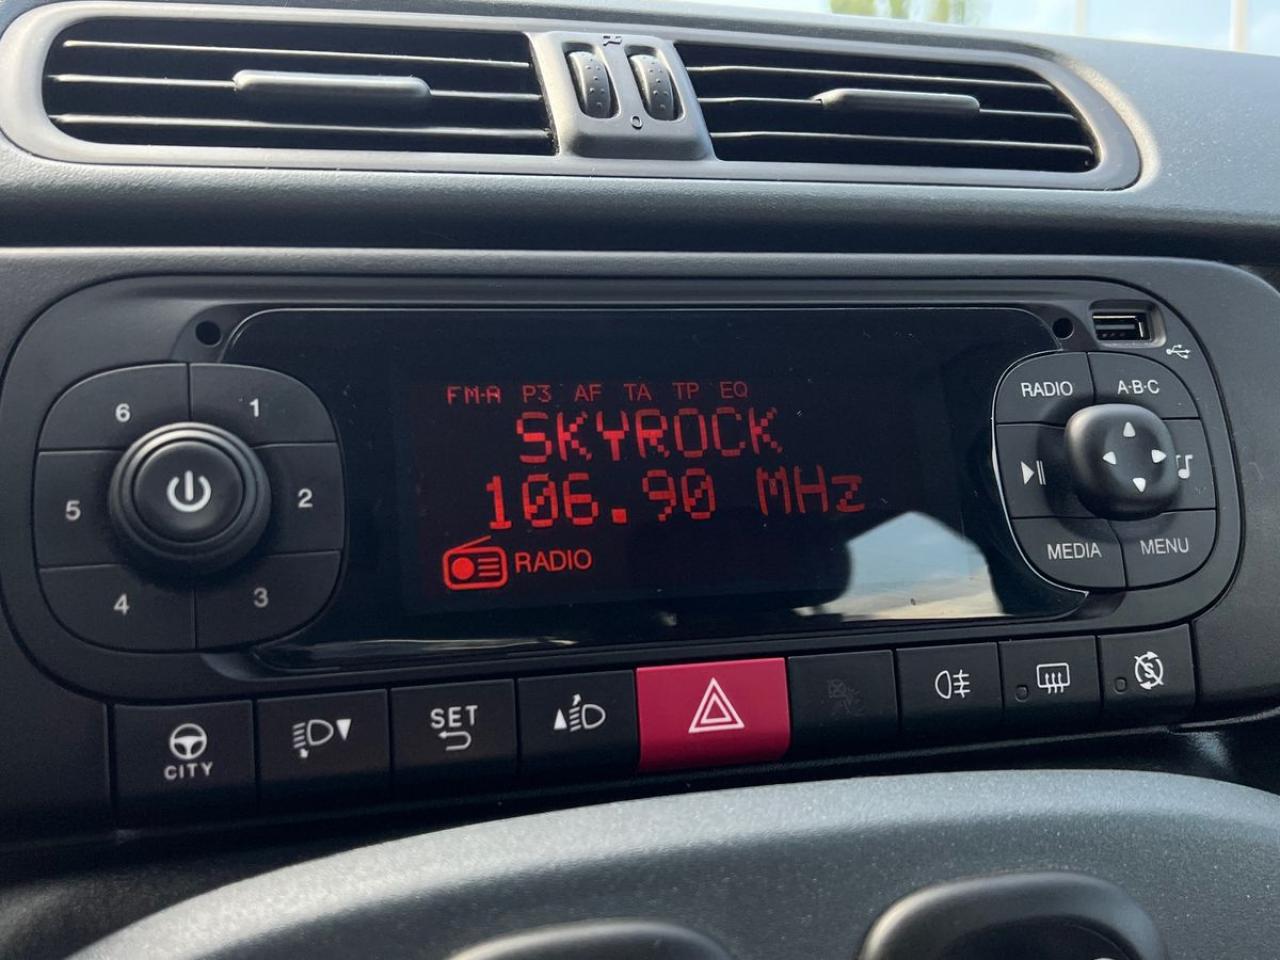 FM-A P3 AF TA TP EQ
SKYROCK
106.90 MHz
RADIO
6 1
5 2
4 3
RADIO A-B-C
MEDIA MENU
CITY
SET
0